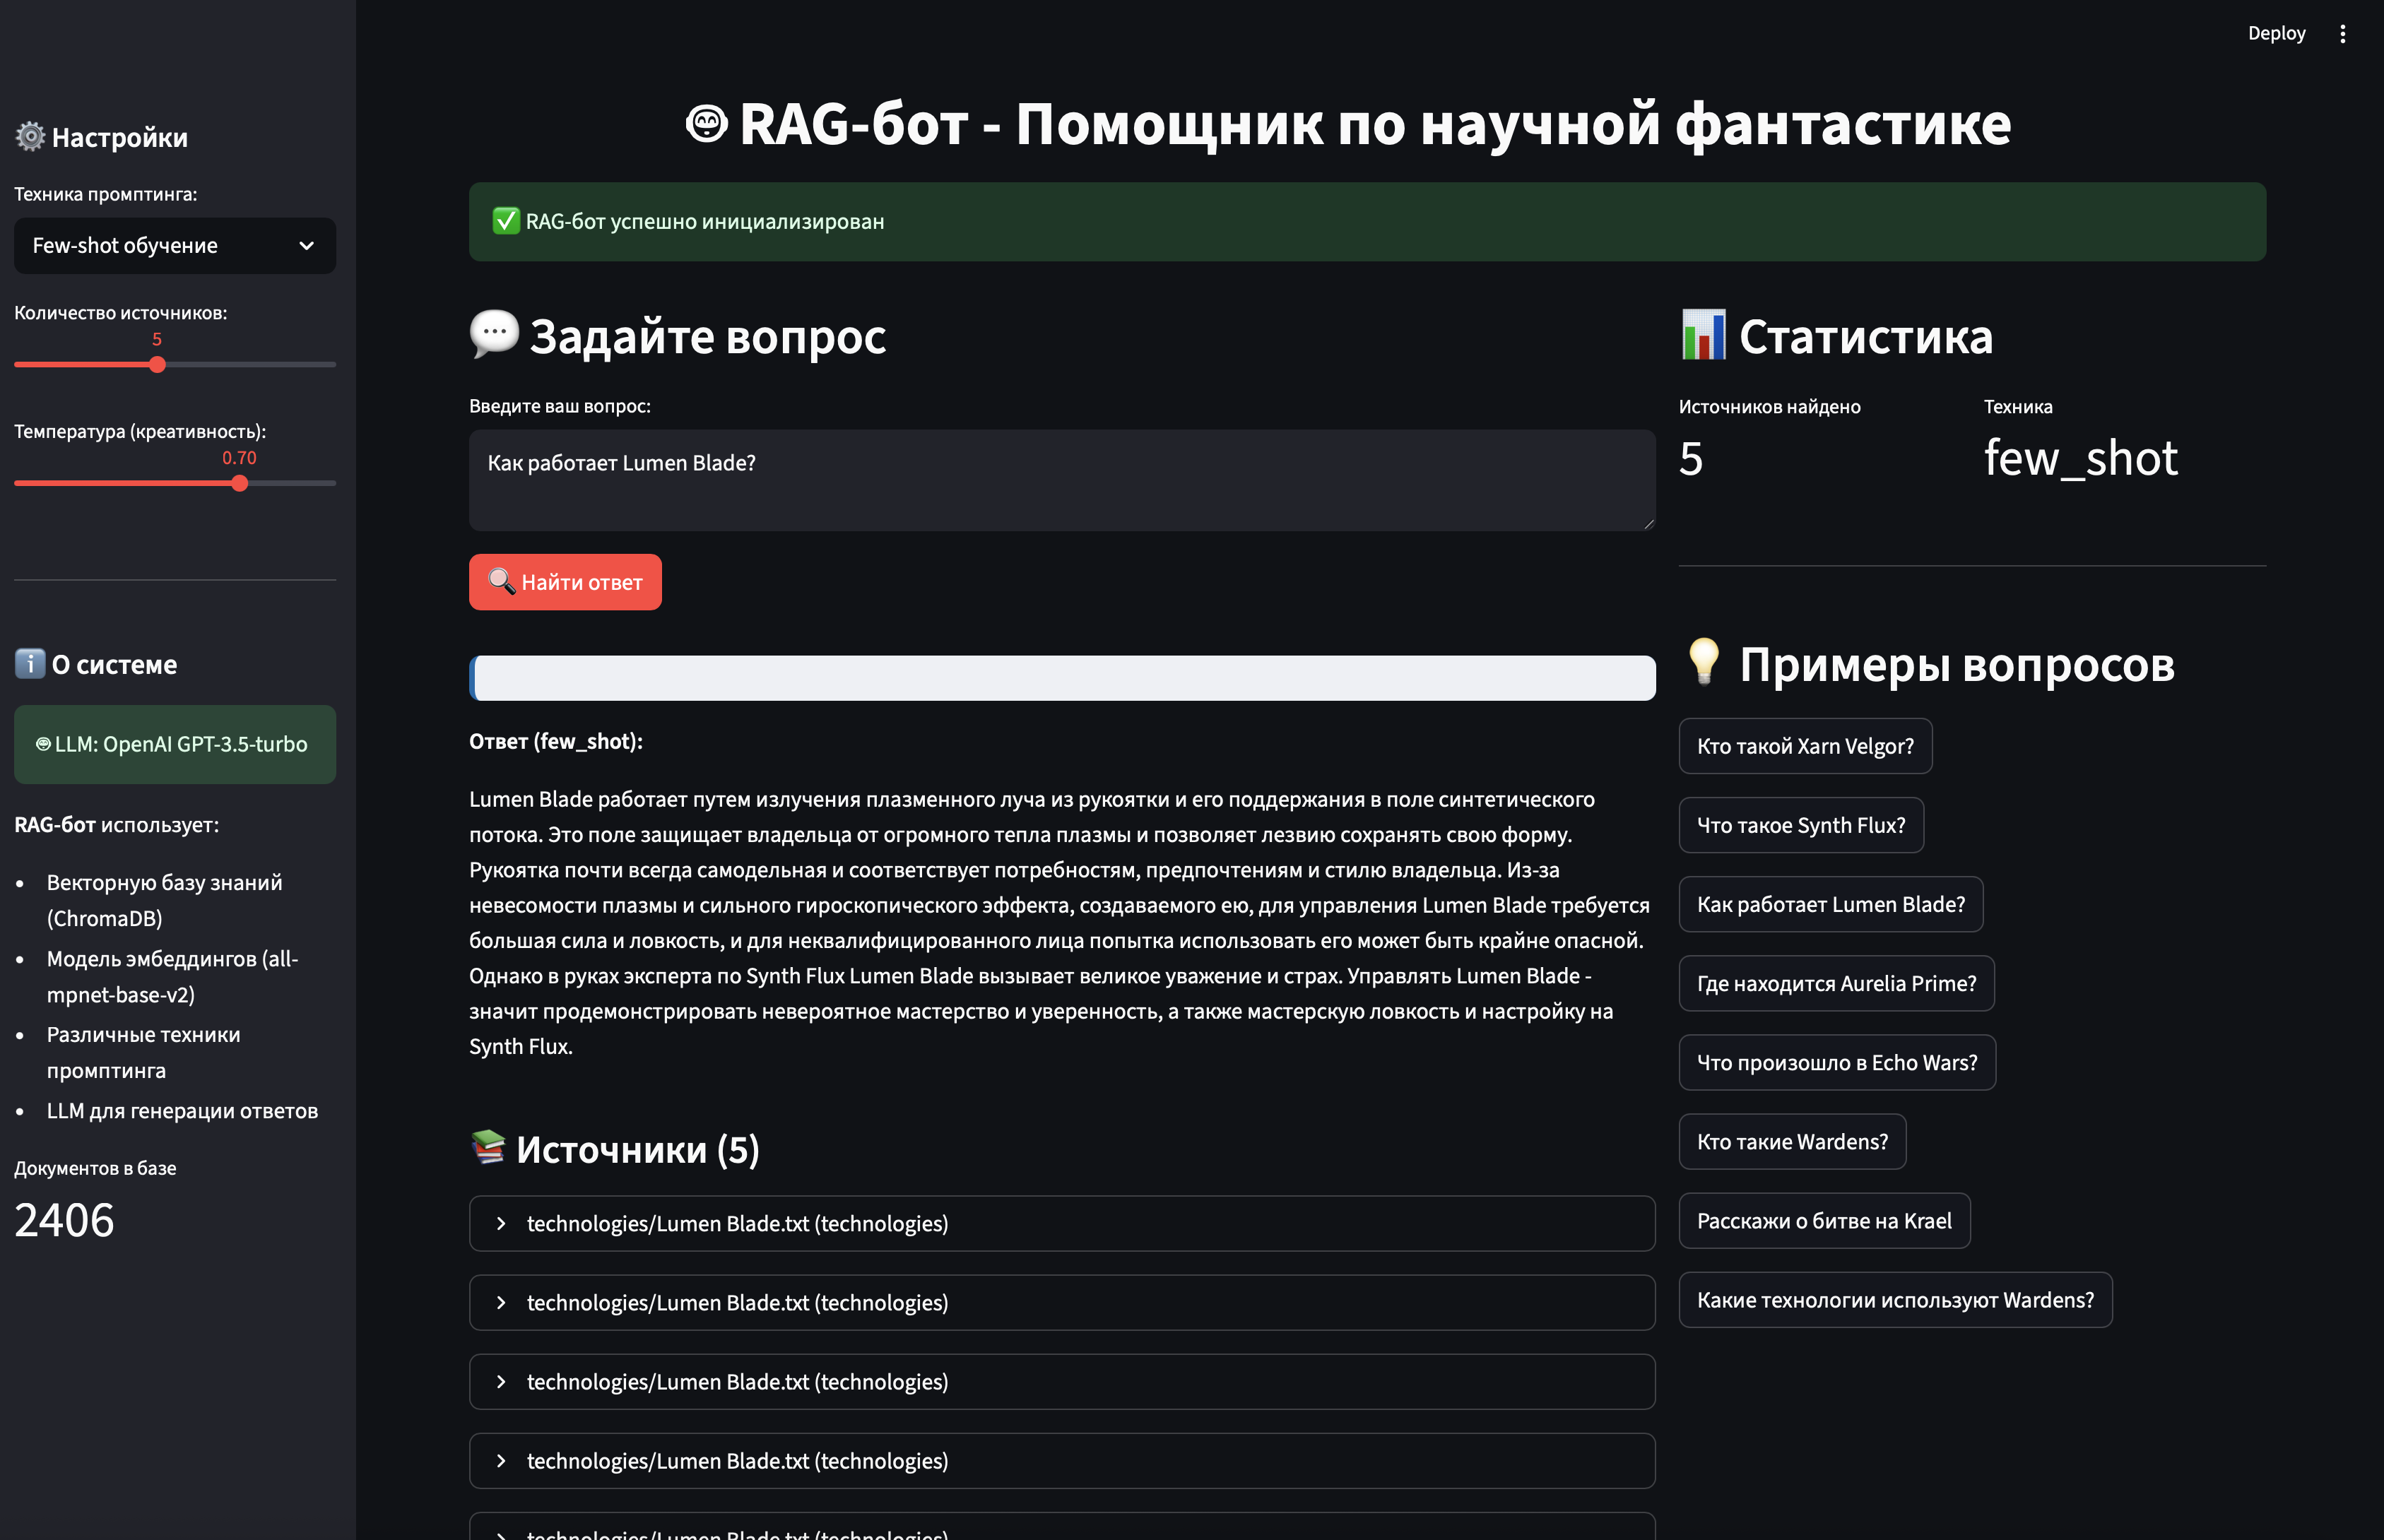 Deploy
Настройки
Техника промптинга:
Few-shot обучение
Количество источников:
5
Температура (креативность):
0.70
О системе
LLM: OpenAI GPT-3.5-turbo
RAG-бот использует:
Векторную базу знаний
(ChromaDB)
Модель эмбеддингов (all-
mpnet-base-v2)
Различные техники
промптинга
LLM для генерации ответов
Документов в базе
2406
RAG-бот - Помощник по научной фантастике
RAG-бот успешно инициализирован
Задайте вопрос
Введите ваш вопрос:
Как работает Lumen Blade?
Найти ответ
Ответ (few_shot):
Lumen Blade работает путем излучения плазменного луча из рукоятки и его поддержания в поле синтетического
потока. Это поле защищает владельца от огромного тепла плазмы и позволяет лезвию сохранять свою форму.
Рукоятка почти всегда самодельная и соответствует потребностям, предпочтениям и стилю владельца. Из-за
невесомости плазмы и сильного гироскопического эффекта, создаваемого ею, для управления Lumen Blade требуется
большая сила и ловкость, и для неквалифицированного лица попытка использовать его может быть крайне опасной.
Однако в руках эксперта по Synth Flux Lumen Blade вызывает великое уважение и страх. Управлять Lumen Blade -
значит продемонстрировать невероятное мастерство и уверенность, а также мастерскую ловкость и настройку на
Synth Flux.
Источники (5)
technologies/Lumen Blade.txt (technologies)
technologies/Lumen Blade.txt (technologies)
technologies/Lumen Blade.txt (technologies)
technologies/Lumen Blade.txt (technologies)
technologies/Lumen Blade.txt (technologies)
Статистика
Источников найдено
5
Техника
few_shot
Примеры вопросов
Кто такой Xarn Velgor?
Что такое Synth Flux?
Как работает Lumen Blade?
Где находится Aurelia Prime?
Что произошло в Echo Wars?
Кто такие Wardens?
Расскажи о битве на Krael
Какие технологии используют Wardens?